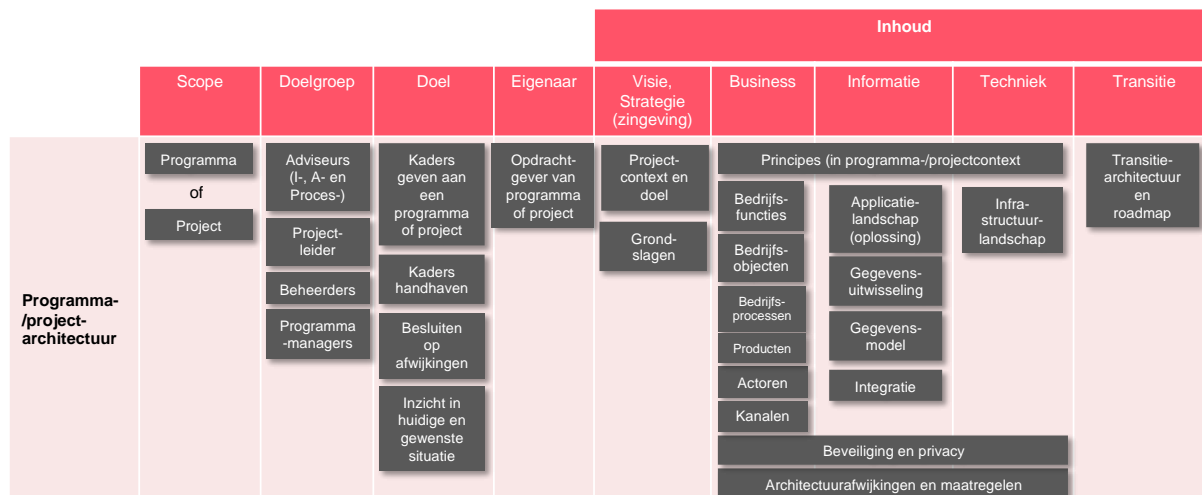 Inhoud
Scope
Doelgroep
Doel
Eigenaar
Visie,
Strategie
(zingeving)
Business
Informatie
Techniek
Transitie
Programma-
/project-
architectuur
Programma
of
Project
Adviseurs
(I-, A- en
Proces-)
Project-
leider
Beheerders
Programma
-managers
Kaders
geven aan
een
programma
of project
Kaders
handhaven
Besluiten
op
afwijkingen
Inzicht in
huidige en
gewenste
situatie
Opdracht-
gever van
programma
of project
Project-
context en
doel
Grond-
slagen
Principes (in programma-/projectcontext
Bedrijfs-
functies
Bedrijfs-
objecten
Bedrijfs-
processen
Producten
Actoren
Kanalen
Applicatie-
landschap
(oplossing)
Gegevens-
uitwisseling
Gegevens-
model
Integratie
Infra-
structuur-
landschap
Beveiliging en privacy
Architectuurafwijkingen en maatregelen
Transitie-
architectuur
en
roadmap